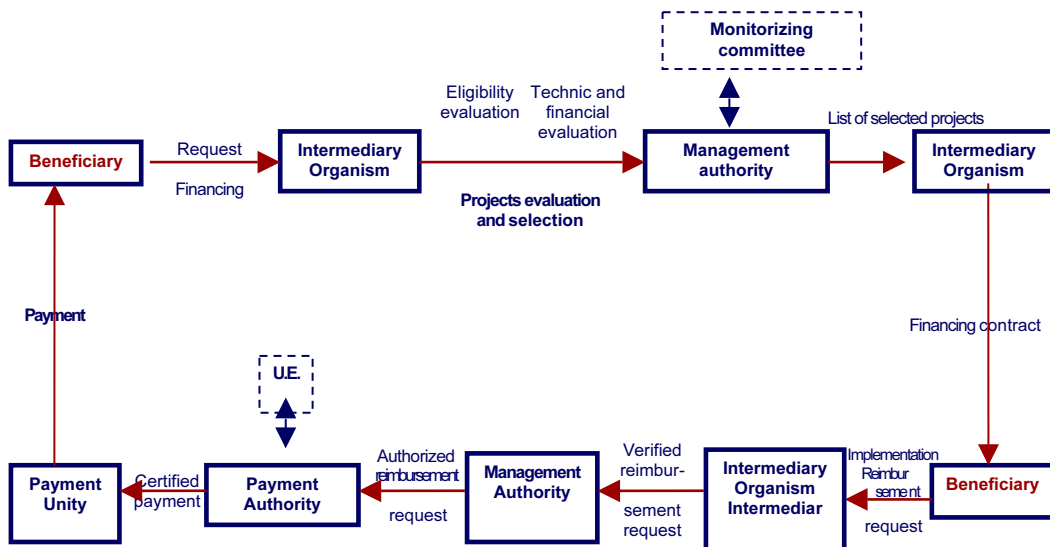 Monitorizing
committee
Eligibility
evaluation
Technic and
financial
evaluation
List of selected projects
Beneficiary
Request
Financing
Intermediary
Organism
Projects evaluation
and selection
Management
authority
Intermediary
Organism
Payment
Financing contract
U.E.
Payment
Unity
Certified
payment
Payment
Authority
Authorized
reimbursement
request
Management
Authority
Verified
reimbur-
sement
request
Intermediary
Organism
Intermediar
Implementation
Reimbur
sement
request
Beneficiary